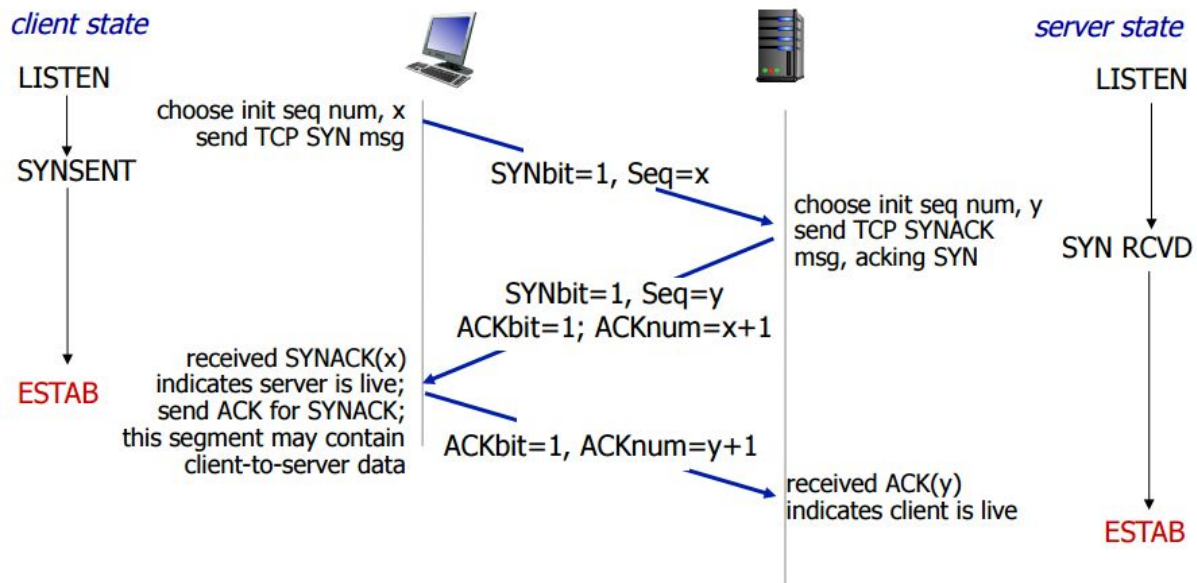 client state
server state
LISTEN
LISTEN
choose init seq num, x
send TCP SYN msg
SYNSENT
SYNbit=1, Seq=x
choose init seq num, y
send TCP SYNACK
msg, acking SYN
SYN RCVD
SYNbit=1, Seq=y
ACKbit=1; ACKnum=x+1
received SYNACK(x)
indicates server is live;
send ACK for SYNACK;
this segment may contain
client-to-server data
ESTAB
ACKbit=1, ACKnum=y+1
received ACK(y)
indicates client is live
ESTAB